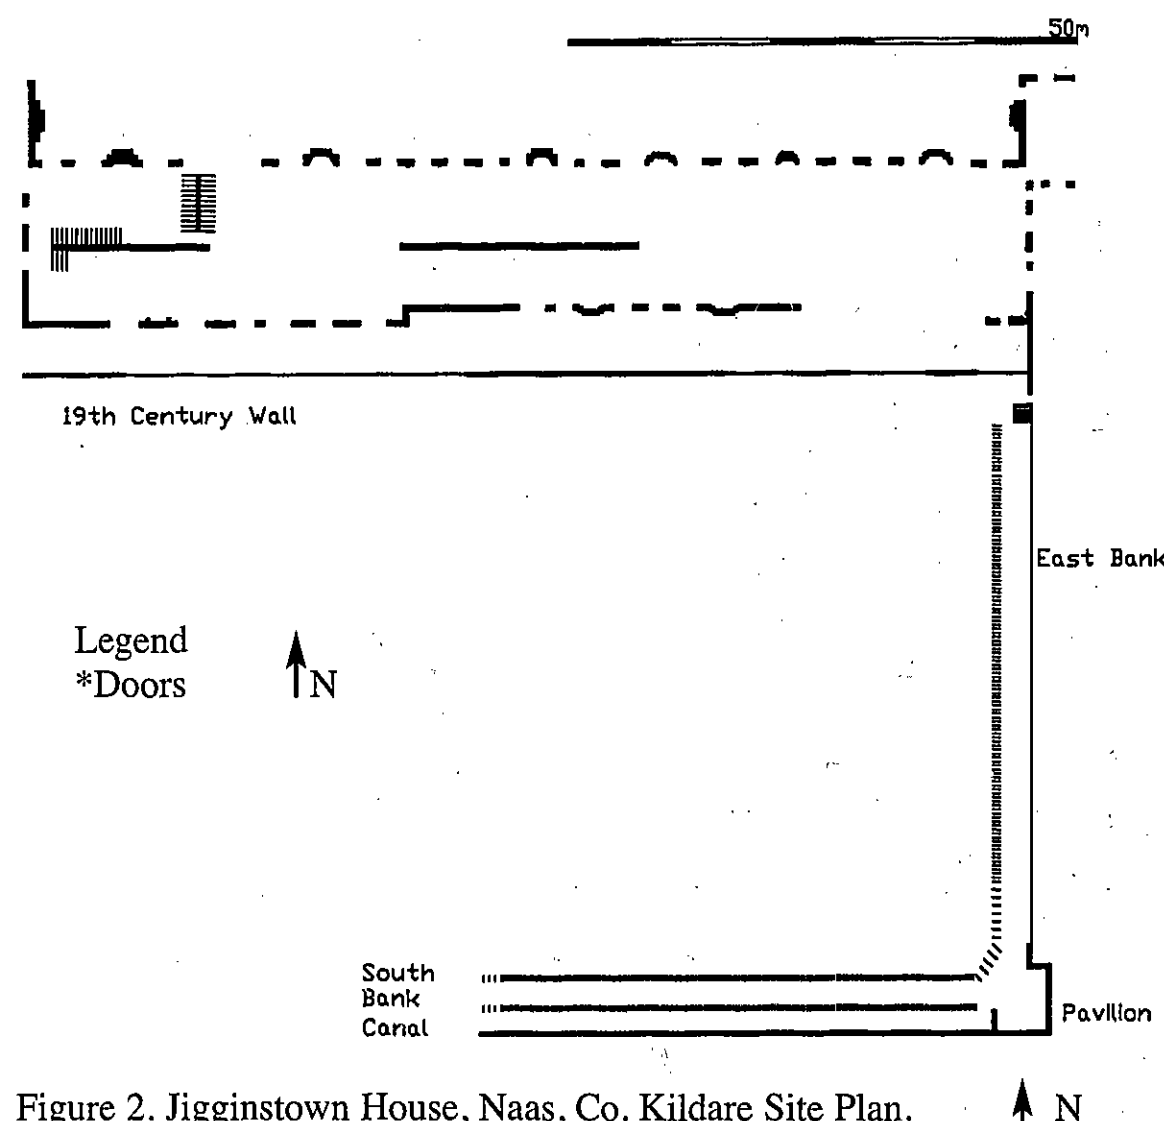 50m
19th Century Wall
East Bank
Legend
*Doors
N
South
Bank
Canal
Pavilion
Figure 2. Jigginstown House, Naas, Co. Kildare Site Plan.
N